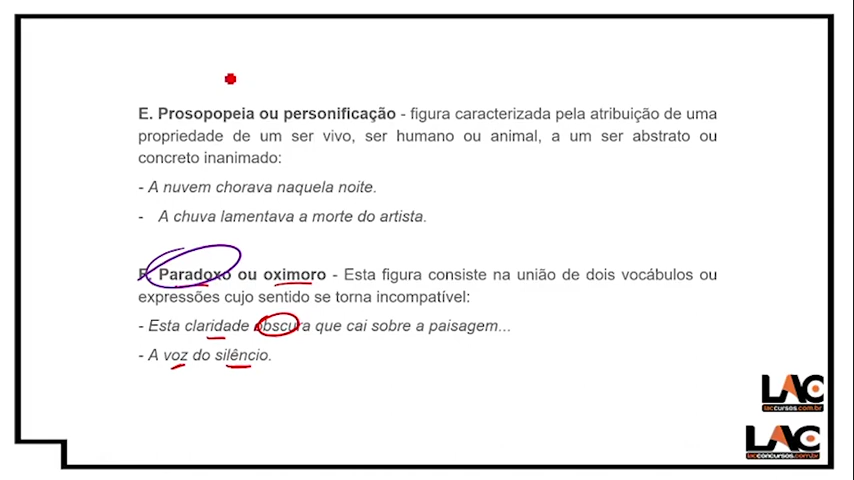 E. Prosopopeia ou personificação - figura caracterizada pela atribuição de uma
propriedade de um ser vivo, ser humano ou animal, a um ser abstrato ou
concreto inanimado:
- A nuvem chorava naquela noite.
- A chuva lamentava a morte do artista.
F. Paradoxo ou oximoro - Esta figura consiste na união de dois vocábulos ou
expressões cujo sentido se torna incompatível:
- Esta claridade obscura que cai sobre a paisagem...
- A voz do silêncio.
LAC
laccursos.com.br
LAC
lacconcursos.com.br